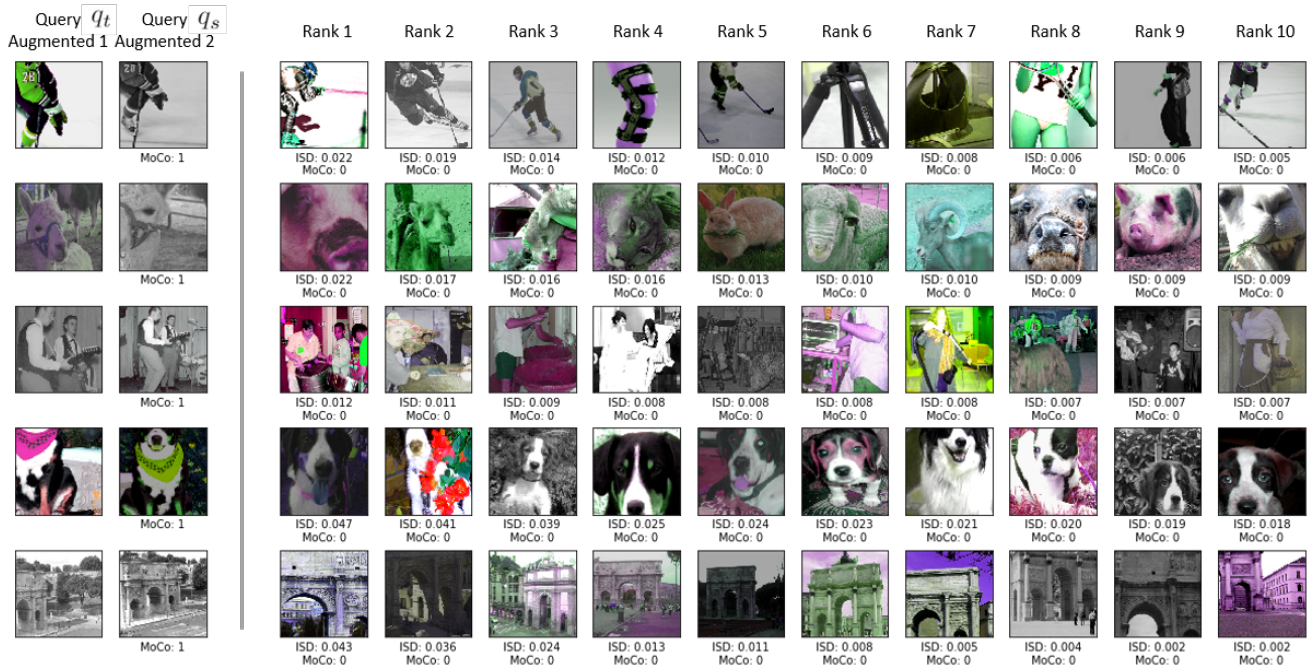 Query qt Query qs
Augmented 1 Augmented 2
Rank 1 Rank 2 Rank 3 Rank 4 Rank 5 Rank 6 Rank 7 Rank 8 Rank 9 Rank 10
ISD: 0.022 ISD: 0.019 ISD: 0.014 ISD: 0.012 ISD: 0.010 ISD: 0.009 ISD: 0.008 ISD: 0.006 ISD: 0.006 ISD: 0.005
MoCo: 1 MoCo: 0 MoCo: 0 MoCo: 0 MoCo: 0 MoCo: 0 MoCo: 0 MoCo: 0 MoCo: 0 MoCo: 0 MoCo: 0
ISD: 0.022 ISD: 0.017 ISD: 0.016 ISD: 0.016 ISD: 0.013 ISD: 0.010 ISD: 0.010 ISD: 0.009 ISD: 0.009 ISD: 0.009
MoCo: 1 MoCo: 0 MoCo: 0 MoCo: 0 MoCo: 0 MoCo: 0 MoCo: 0 MoCo: 0 MoCo: 0 MoCo: 0 MoCo: 0
ISD: 0.012 ISD: 0.011 ISD: 0.009 ISD: 0.008 ISD: 0.008 ISD: 0.008 ISD: 0.008 ISD: 0.007 ISD: 0.007 ISD: 0.007
MoCo: 1 MoCo: 0 MoCo: 0 MoCo: 0 MoCo: 0 MoCo: 0 MoCo: 0 MoCo: 0 MoCo: 0 MoCo: 0 MoCo: 0
ISD: 0.047 ISD: 0.041 ISD: 0.039 ISD: 0.025 ISD: 0.024 ISD: 0.023 ISD: 0.021 ISD: 0.020 ISD: 0.019 ISD: 0.018
MoCo: 1 MoCo: 0 MoCo: 0 MoCo: 0 MoCo: 0 MoCo: 0 MoCo: 0 MoCo: 0 MoCo: 0 MoCo: 0 MoCo: 0
ISD: 0.043 ISD: 0.036 ISD: 0.024 ISD: 0.013 ISD: 0.011 ISD: 0.008 ISD: 0.005 ISD: 0.004 ISD: 0.002 ISD: 0.002
MoCo: 1 MoCo: 0 MoCo: 0 MoCo: 0 MoCo: 0 MoCo: 0 MoCo: 0 MoCo: 0 MoCo: 0 MoCo: 0 MoCo: 0